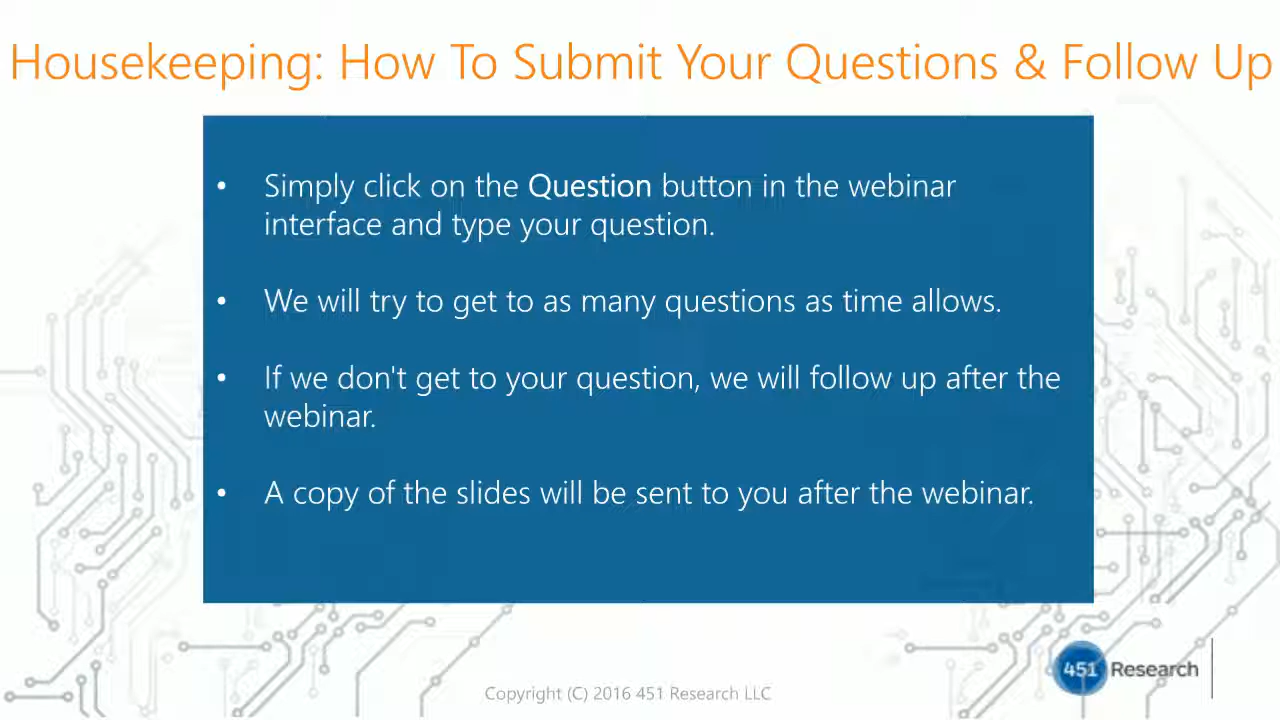 Housekeeping: How To Submit Your Questions & Follow Up
• Simply click on the Question button in the webinar
interface and type your question.
• We will try to get to as many questions as time allows.
• If we don't get to your question, we will follow up after the
webinar.
• A copy of the slides will be sent to you after the webinar.
451 Research
Copyright (C) 2016 451 Research LLC